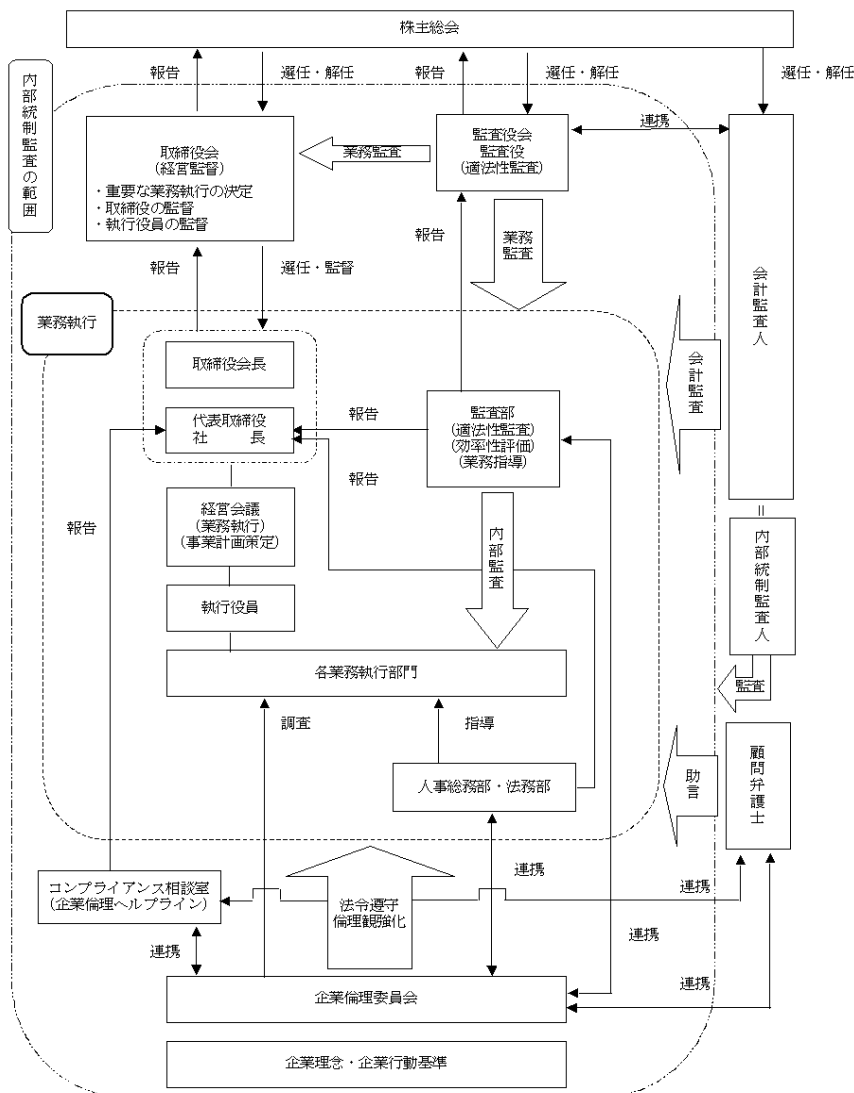 株主総会
内部統制監査の範囲
報告
選任・解任
報告
選任・解任
選任・解任
取締役会
(経営監督)
・重要な業務執行の決定
・取締役の監督
・執行役員の監督
業務監査
監査役会
監査役
(適法性監査)
連携
会計監査人
報告
選任・監督
報告
業務
監査
業務執行
取締役会長
代表取締役
社　　長
報告
報告
監査部
(適法性監査)
(効率性評価)
(業務指導)
会計監査
報告
経営会議
(業務執行)
(事業計画策定)
内部監査
=
内部統制監査人
執行役員
各業務執行部門
監査
調査
指導
人事総務部・法務部
助言
顧問弁護士
コンプライアンス相談室
(企業倫理ヘルプライン)
法令遵守
倫理観強化
連携
連携
連携
連携
連携
企業倫理委員会
企業理念・企業行動基準